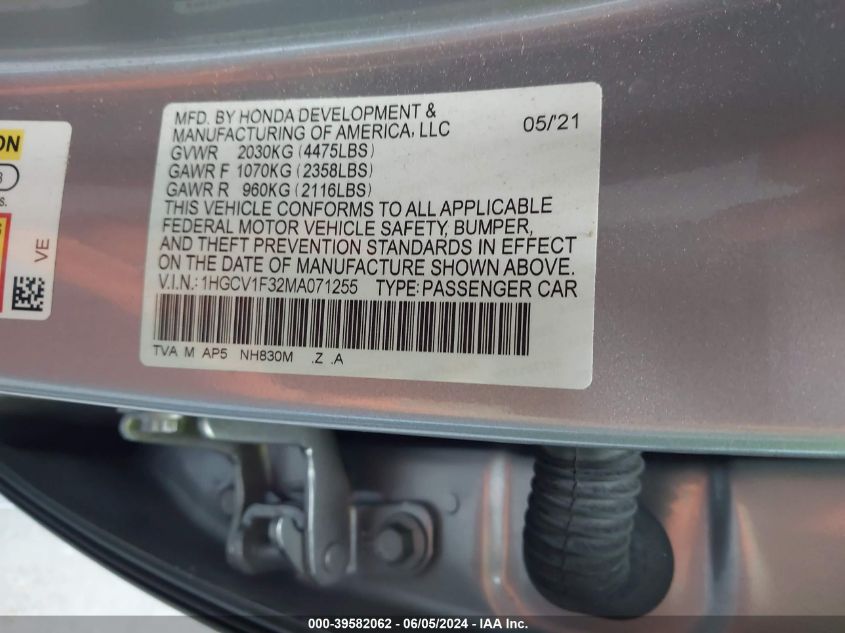 ON
3
s.
S
VE
MFD. BY HONDA DEVELOPMENT &
MANUFACTURING OF AMERICA, LLC 05/'21
GVWR 2030KG (4475LBS)
GAWR F 1070KG (2358LBS)
GAWR R 960KG (2116LBS)
THIS VEHICLE CONFORMS TO ALL APPLICABLE
FEDERAL MOTOR VEHICLE SAFETY, BUMPER,
AND THEFT PREVENTION STANDARDS IN EFFECT
ON THE DATE OF MANUFACTURE SHOWN ABOVE.
V.I.N.: 1HGCV1F32MA071255 TYPE: PASSENGER CAR
TVA M AP5 NH830M .Z .A
000-39582062 - 06/05/2024 - IAA Inc.